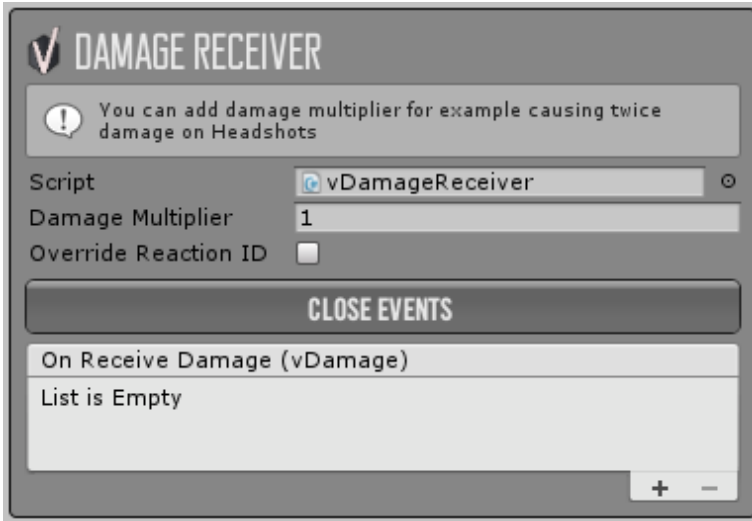 DAMAGE RECEIVER
You can add damage multiplier for example causing twice
damage on Headshots
Script vDamageReceiver
Damage Multiplier 1
Override Reaction ID
CLOSE EVENTS
On Receive Damage (vDamage)
List is Empty
+ −